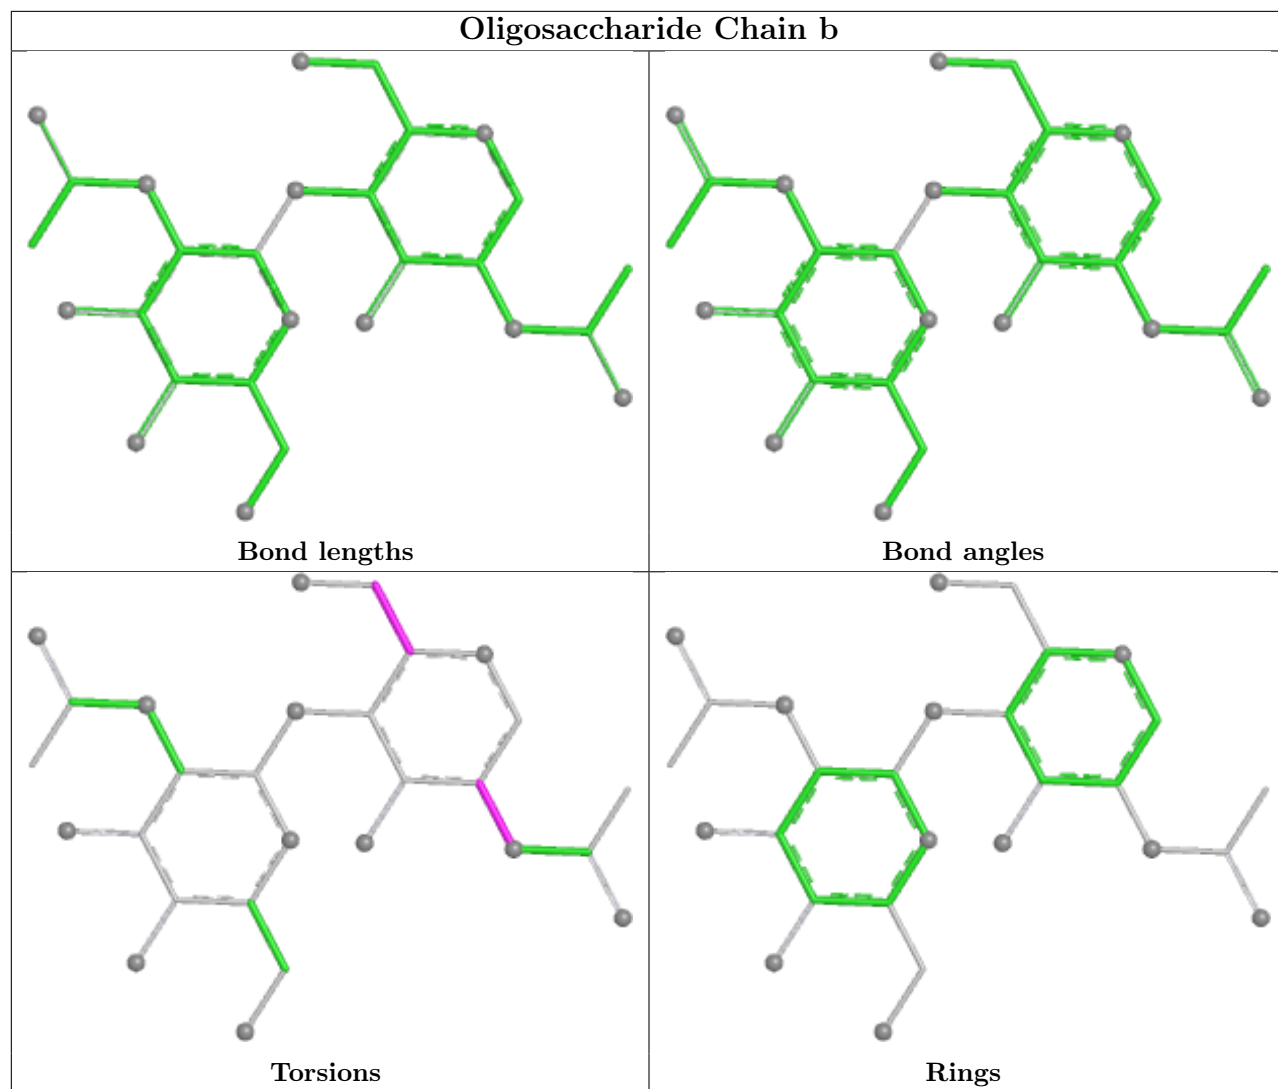 Oligosaccharide Chain b
Bond lengths
Bond angles
Torsions
Rings